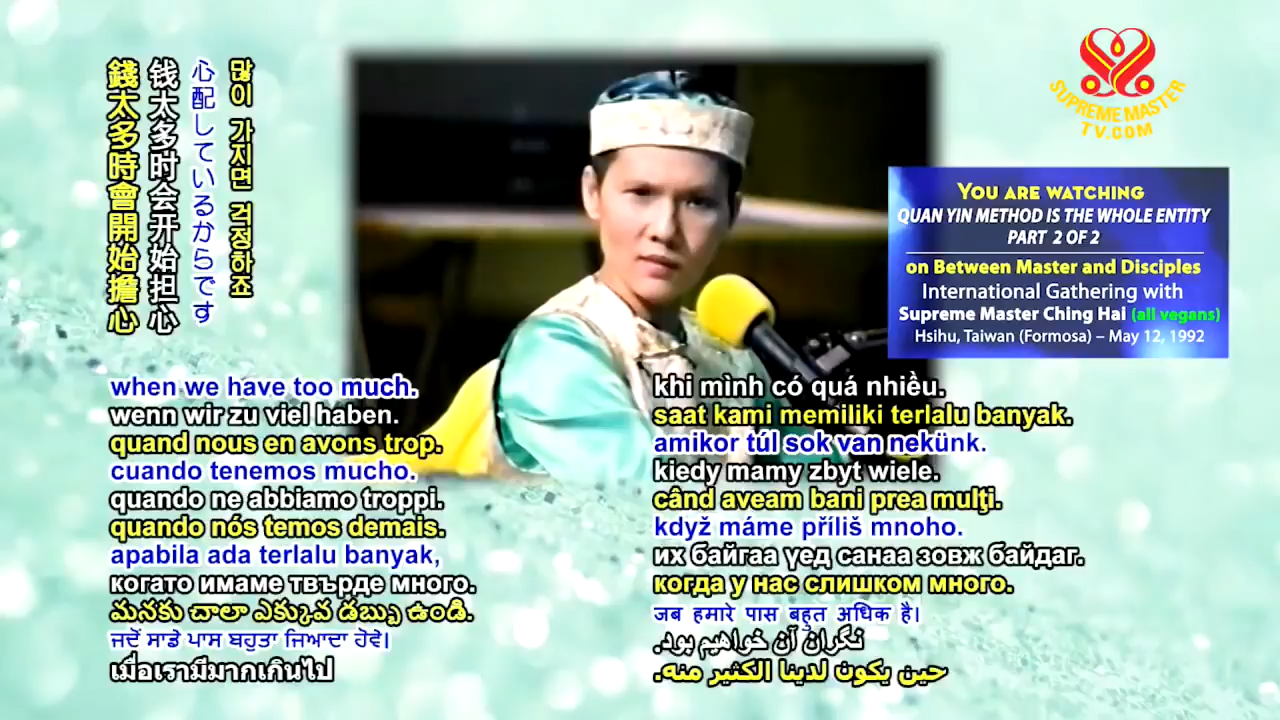 錢太多時會開始擔心
钱太多时会开始担心
心配しているからです
많이 가지면 걱정하죠
SUPREME MASTER
TV.COM
YOU ARE WATCHING
QUAN YIN METHOD IS THE WHOLE ENTITY
PART 2 OF 2
on Between Master and Disciples
International Gathering with
Supreme Master Ching Hai (all vegans)
Hsihu, Taiwan (Formosa) – May 12, 1992
when we have too much.
wenn wir zu viel haben.
quand nous en avons trop.
cuando tenemos mucho.
quando ne abbiamo troppi.
quando nós temos demais.
apabila ada terlalu banyak,
когато имаме твърде много.
మనకు చాలా ఎక్కువ డబ్బు ఉండి.
ਜਦੋਂ ਸਾਡੇ ਪਾਸ ਬਹੁਤਾ ਜਿਆਦਾ ਹੋਵੇ।
เมื่อเรามีมากเกินไป
khi mình có quá nhiều.
saat kami memiliki terlalu banyak.
amikor túl sok van nekünk.
kiedy mamy zbyt wiele.
când aveam bani prea mulţi.
když máme příliš mnoho.
их байгаа үед санаа зовж байдаг.
когда у нас слишком много.
जब हमारे पास बहुत अधिक है।
نگران آن خواهیم بود.
حين يكون لدينا الكثير منه.